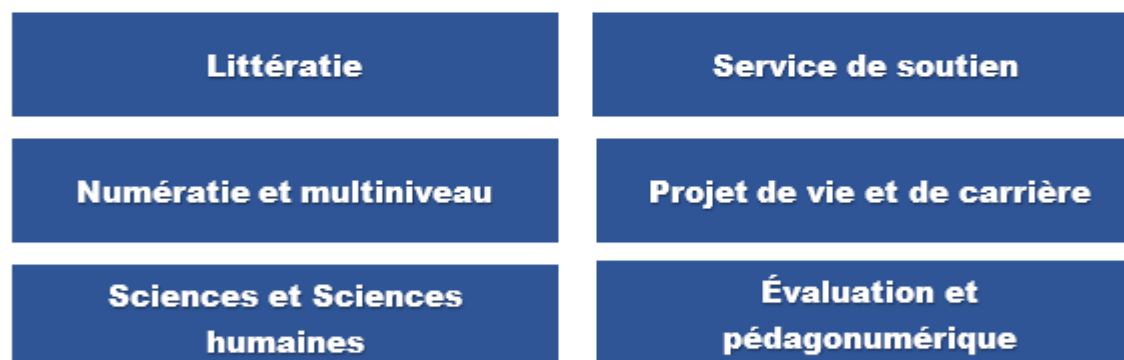 Littératie
Service de soutien
Numératie et multiniveau
Projet de vie et de carrière
Sciences et Sciences
humaines
Évaluation et
pédagonumérique